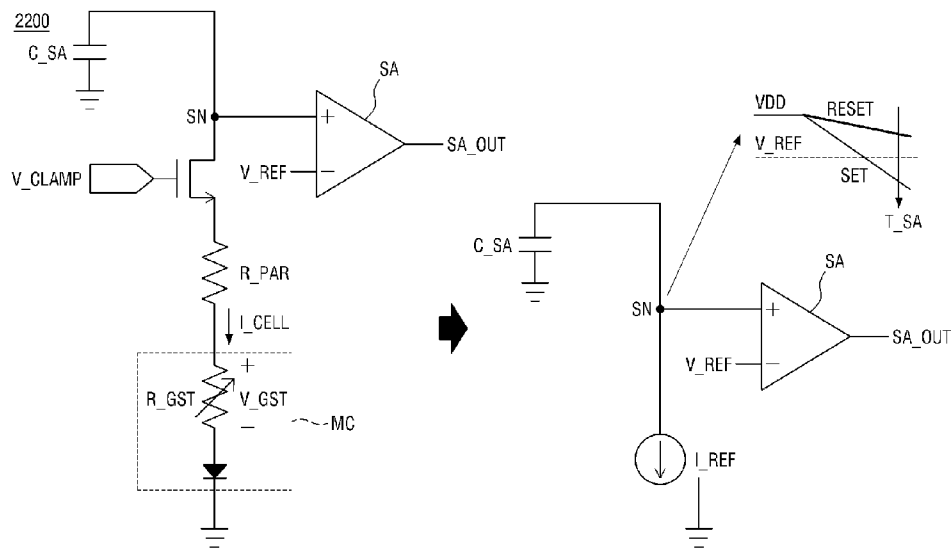 2200
C_SA
SN
SA
+
−
V_REF
SA_OUT
V_CLAMP
R_PAR
I_CELL
+
R_GST
V_GST
−
MC
VDD
RESET
V_REF
SET
T_SA
C_SA
SN
SA
+
−
V_REF
SA_OUT
I_REF